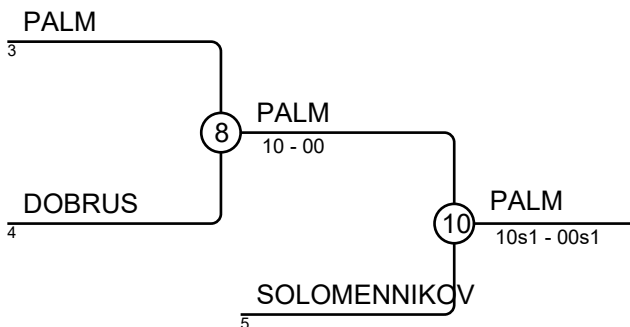 PALM
3
8
PALM
10 - 00
DOBRUS
4
10
PALM
10s1 - 00s1
SOLOMENNIKOV
5